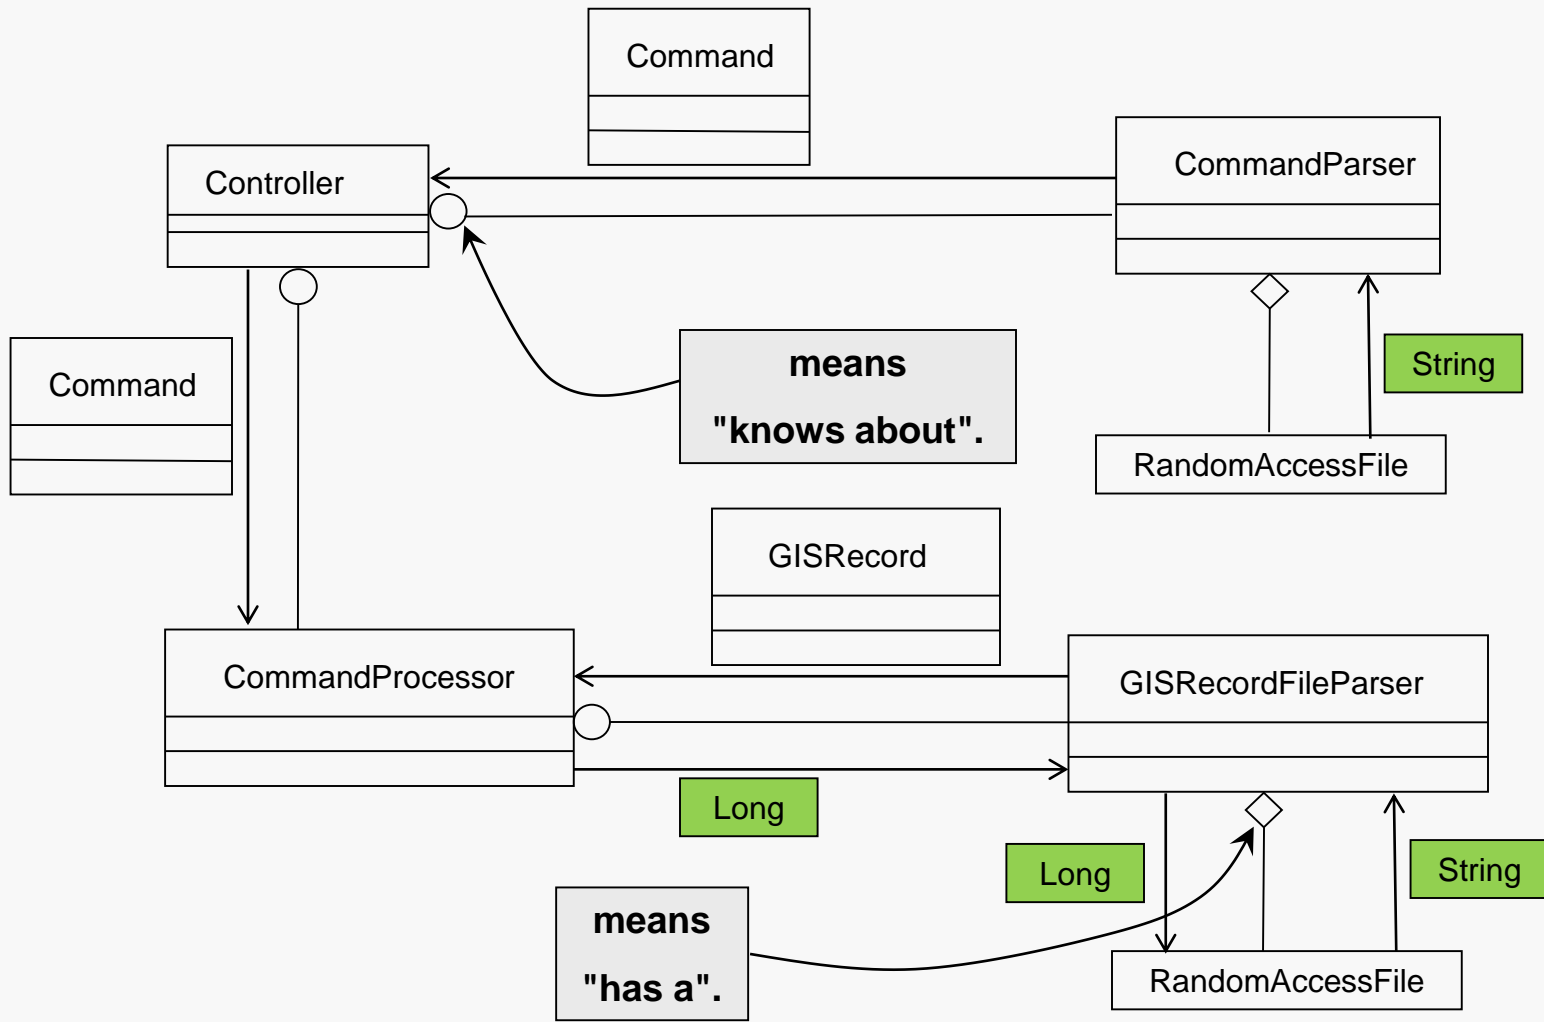 Command
CommandParser
Controller
Command
means
"knows about".
String
RandomAccessFile
GISRecord
CommandProcessor
GISRecordFileParser
Long
Long
String
means
"has a".
RandomAccessFile